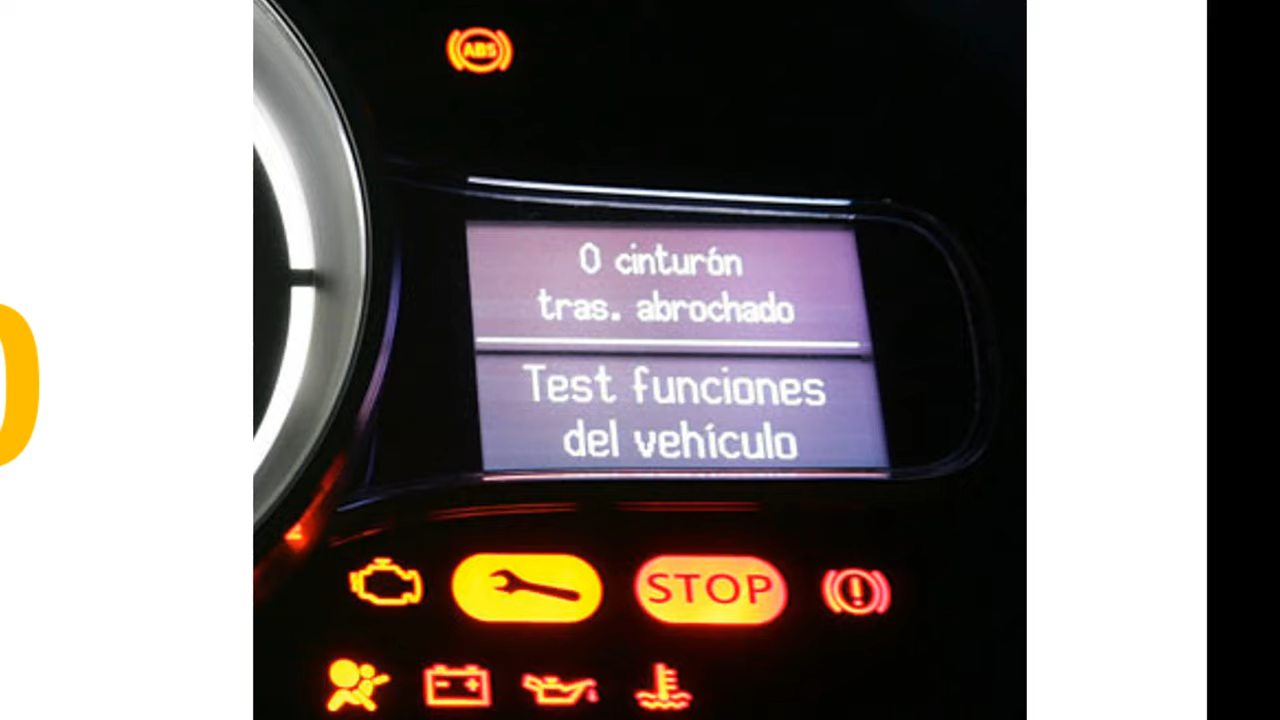 ABS
0 cinturón
tras. abrochado
Test funciones
del vehículo
STOP